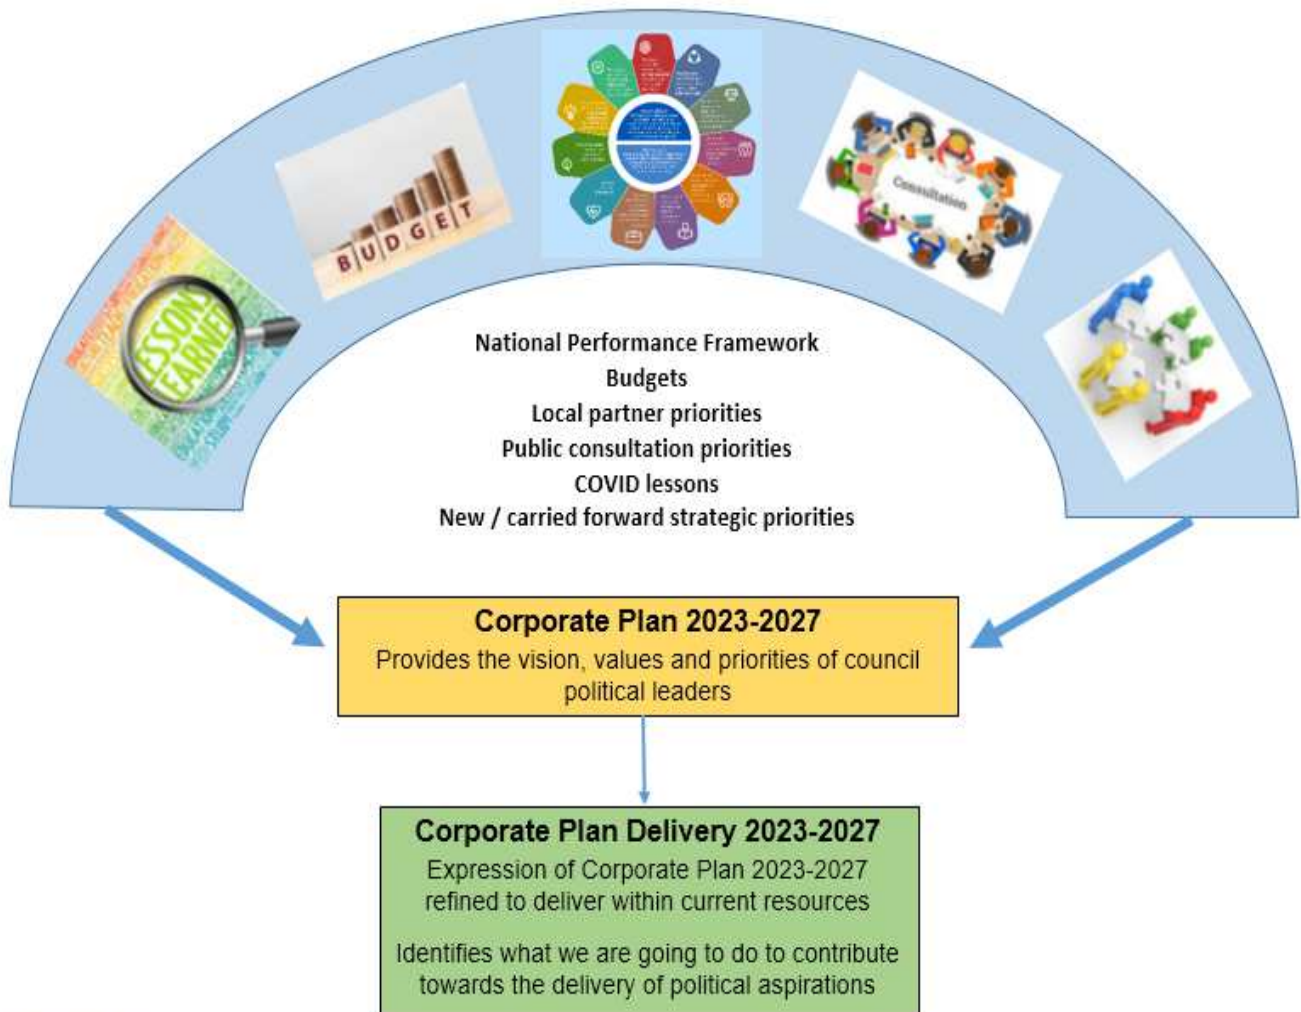 LESSONS
LEARNE
BUDGET
Consultation
National Performance Framework
Budgets
Local partner priorities
Public consultation priorities
COVID lessons
New / carried forward strategic priorities
Corporate Plan 2023-2027
Provides the vision, values and priorities of council
political leaders
Corporate Plan Delivery 2023-2027
Expression of Corporate Plan 2023-2027
refined to deliver within current resources
Identifies what we are going to do to contribute
towards the delivery of political aspirations